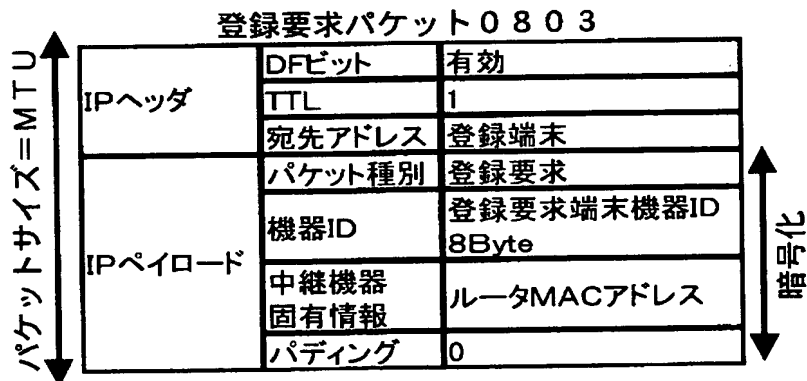 登録要求パケット0803
パケットサイズ=MTU
IPヘッダ
DFビット 有効
TTL 1
宛先アドレス 登録端末
IPペイロード
パケット種別 登録要求
機器ID 登録要求端末機器ID
8Byte
中継機器
固有情報 ルータMACアドレス
パディング 0
暗号化